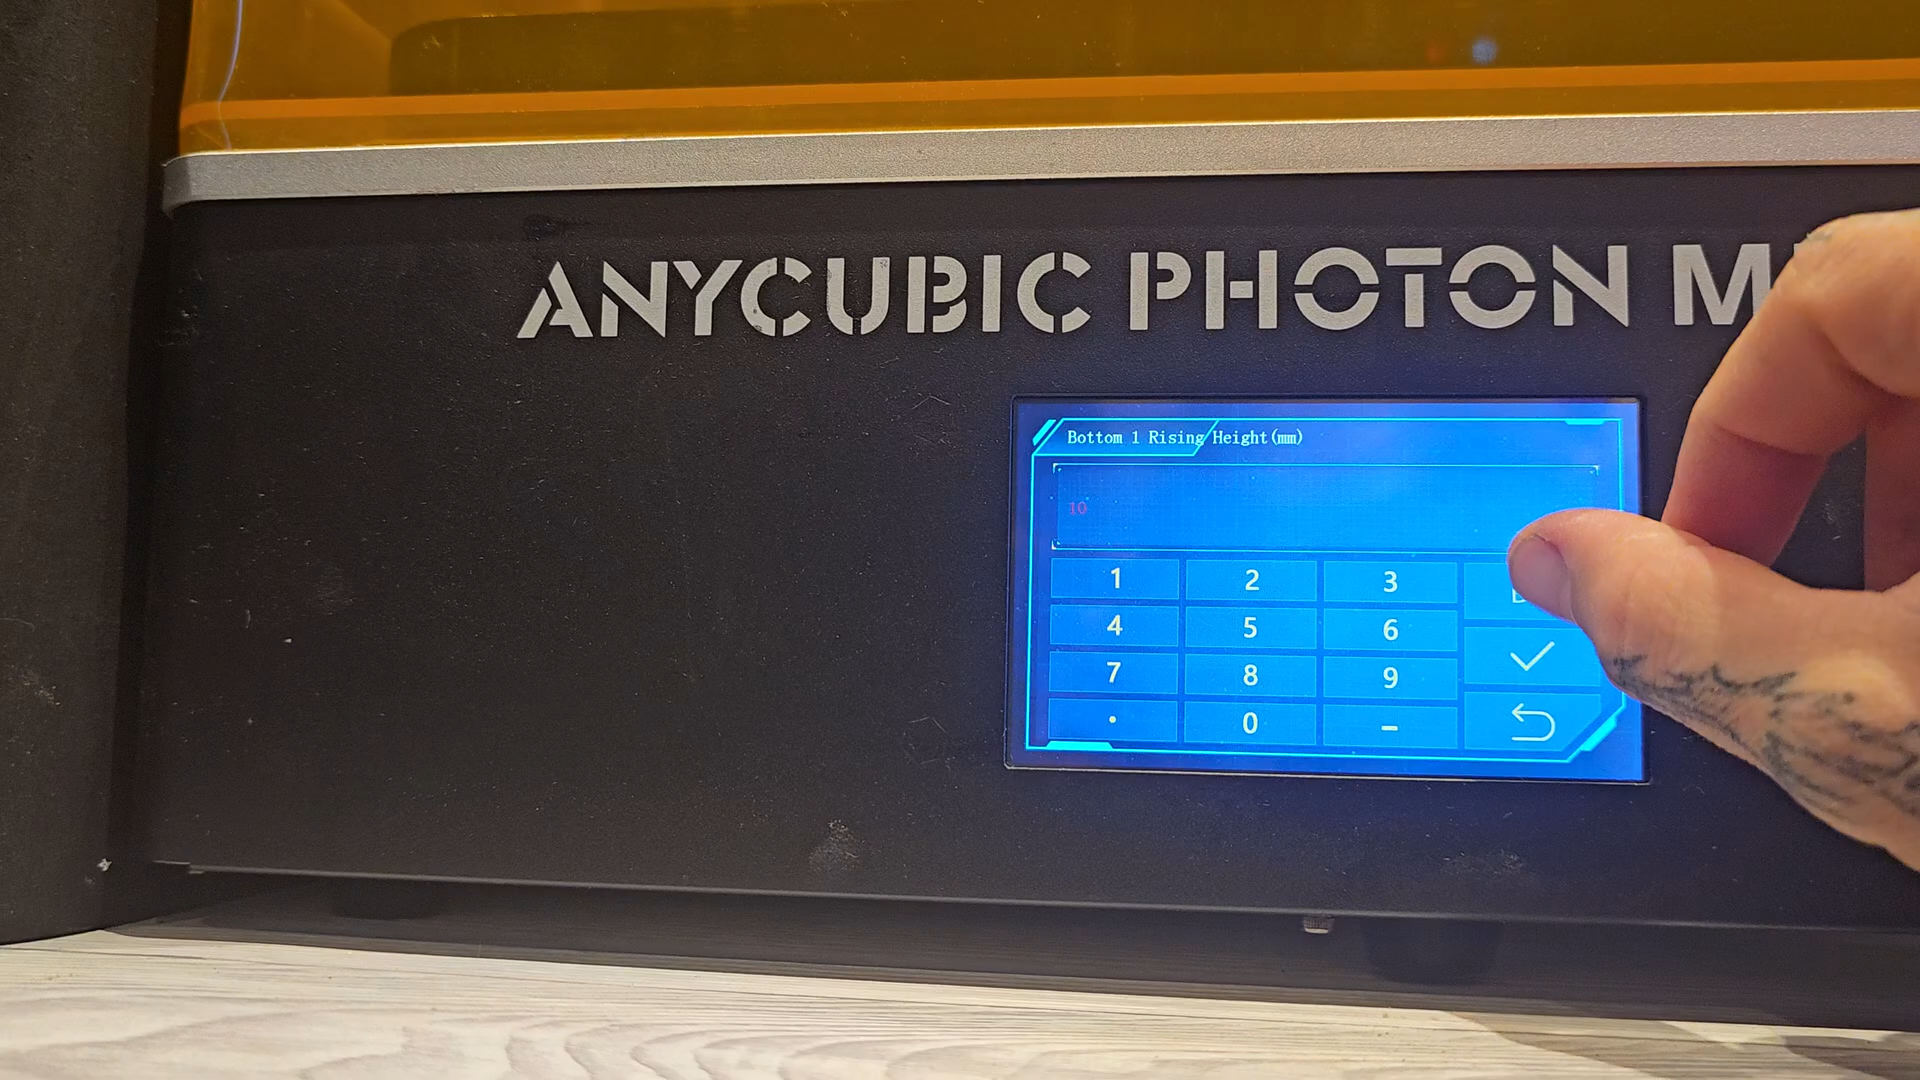 ANYCUBIC PHOTON M
Bottom 1 Rising Height(mm)
10
1 2 3
4 5 6
7 8 9
. 0 -